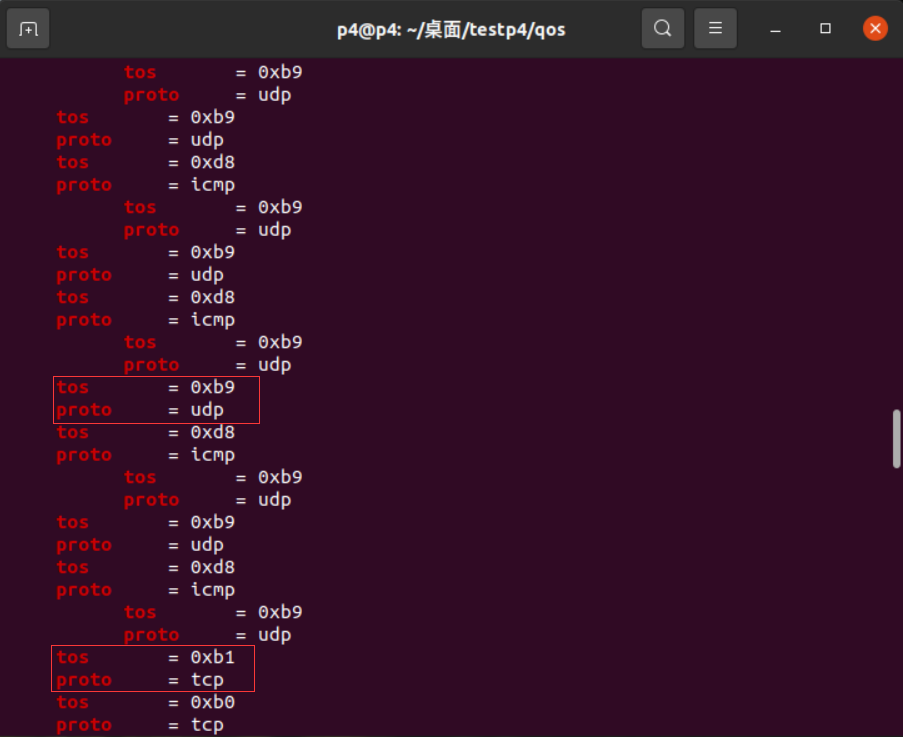 p4@p4: ~/桌面/testp4/qos
tos = 0xb9
proto = udp
tos = 0xb9
proto = udp
tos = 0xd8
proto = icmp
tos = 0xb9
proto = udp
tos = 0xb9
proto = udp
tos = 0xd8
proto = icmp
tos = 0xb9
proto = udp
tos = 0xb9
proto = udp
tos = 0xd8
proto = icmp
tos = 0xb9
proto = udp
tos = 0xb9
proto = udp
tos = 0xd8
proto = icmp
tos = 0xb9
proto = udp
tos = 0xb1
proto = tcp
tos = 0xb0
proto = tcp